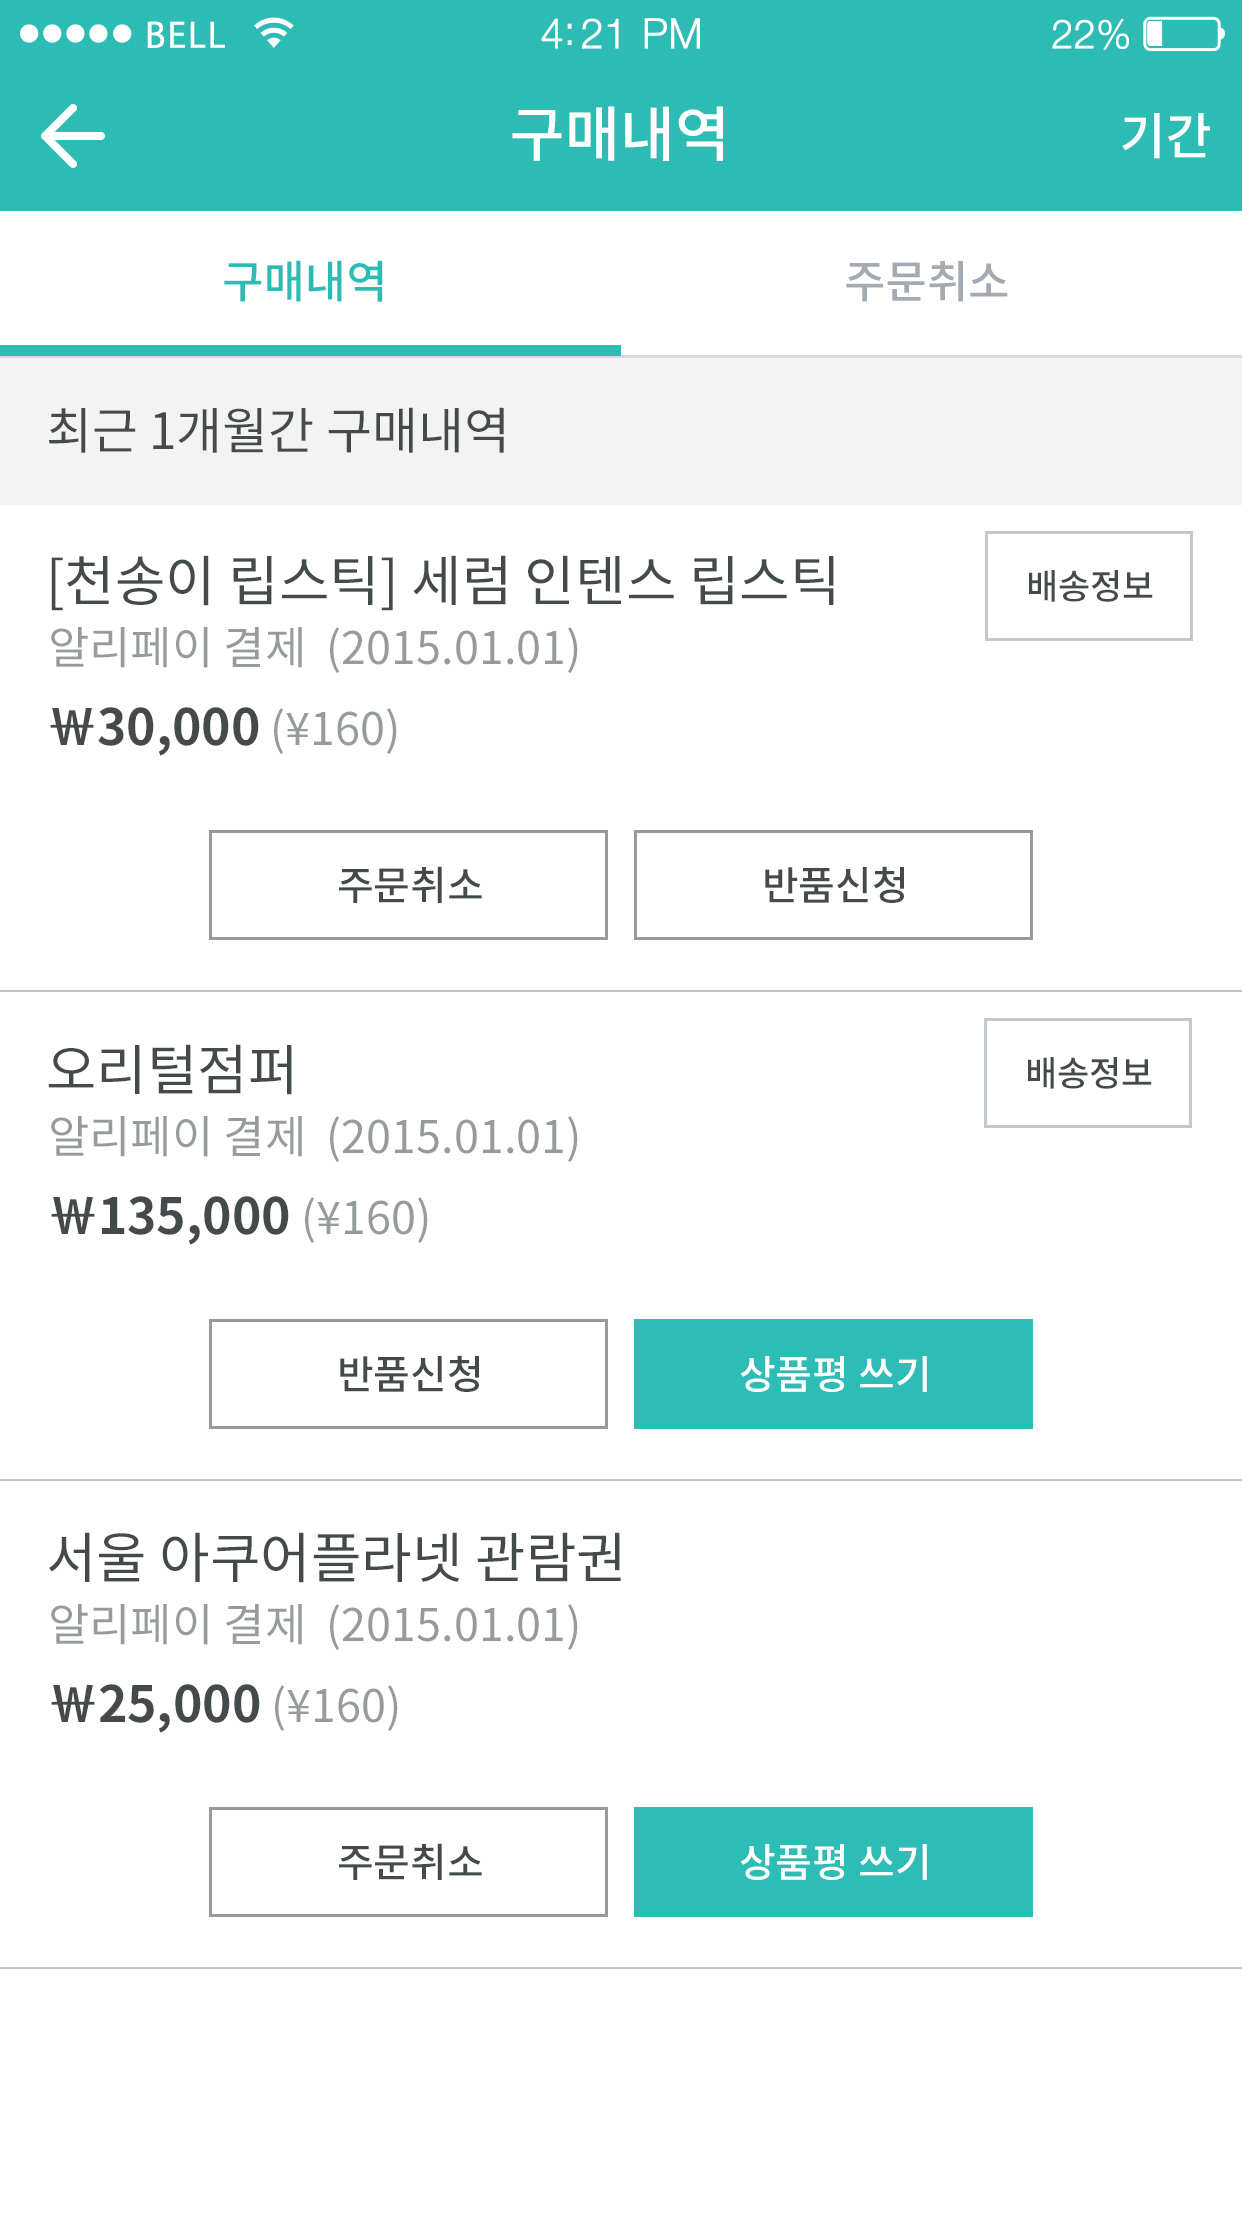 BELL 4:21 PM 22%
구매내역 기간
구매내역 주문취소
최근 1개월간 구매내역
[천송이 립스틱] 세럼 인텐스 립스틱 배송정보
알리페이 결제 (2015.01.01)
₩30,000 (¥160)
주문취소 반품신청
오리털점퍼 배송정보
알리페이 결제 (2015.01.01)
₩135,000 (¥160)
반품신청 상품평 쓰기
서울 아쿠어플라넷 관람권
알리페이 결제 (2015.01.01)
₩25,000 (¥160)
주문취소 상품평 쓰기